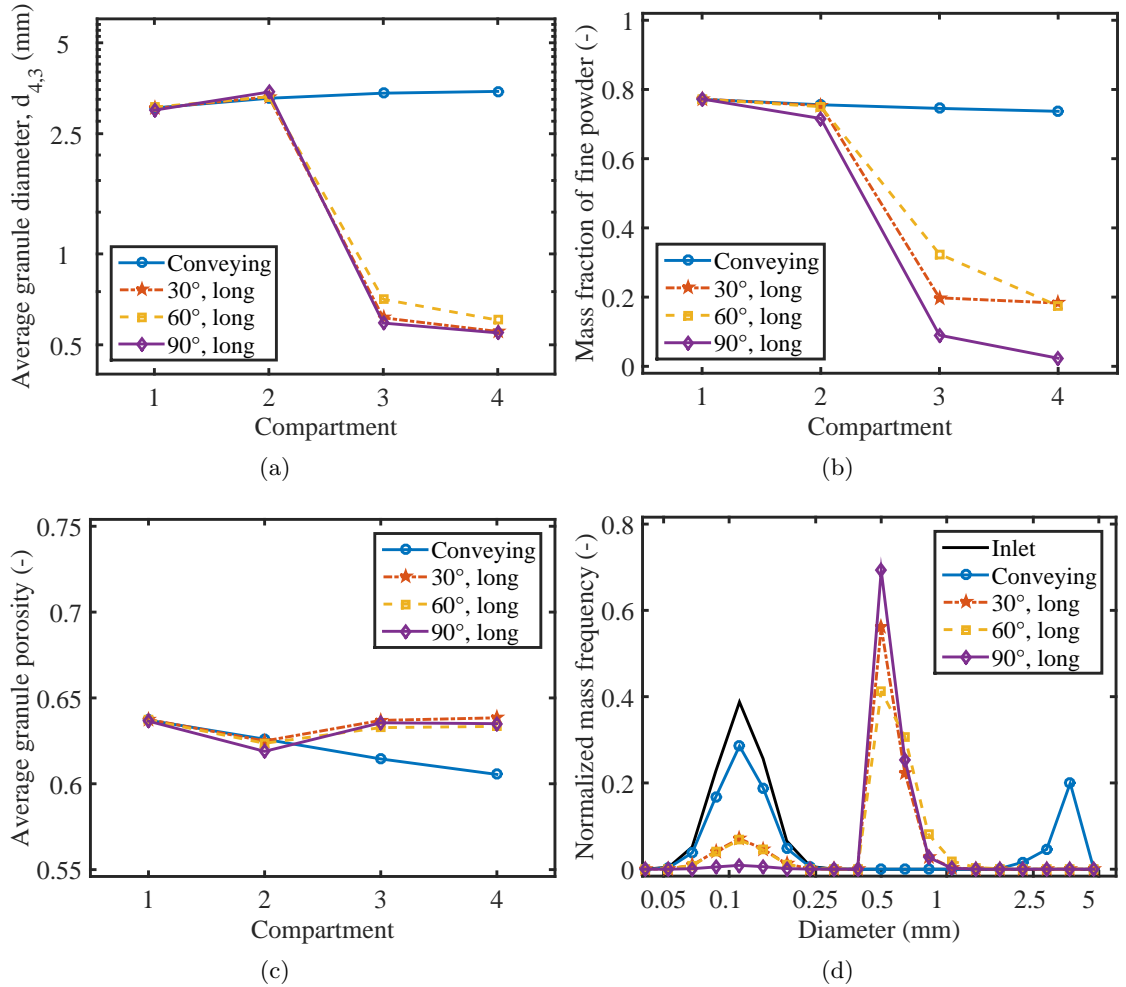 Average granule diameter, d4,3 (mm)
5
2.5
1
0.5
Conveying
30°, long
60°, long
90°, long
1 2 3 4
Compartment
(a)
Mass fraction of fine powder (-)
1
0.8
0.6
0.4
0.2
0
Conveying
30°, long
60°, long
90°, long
1 2 3 4
Compartment
(b)
Average granule porosity (-)
0.75
0.7
0.65
0.6
0.55
Conveying
30°, long
60°, long
90°, long
1 2 3 4
Compartment
(c)
Normalized mass frequency (-)
0.8
0.6
0.4
0.2
0
Inlet
Conveying
30°, long
60°, long
90°, long
0.05 0.1 0.25 0.5 1 2.5 5
Diameter (mm)
(d)